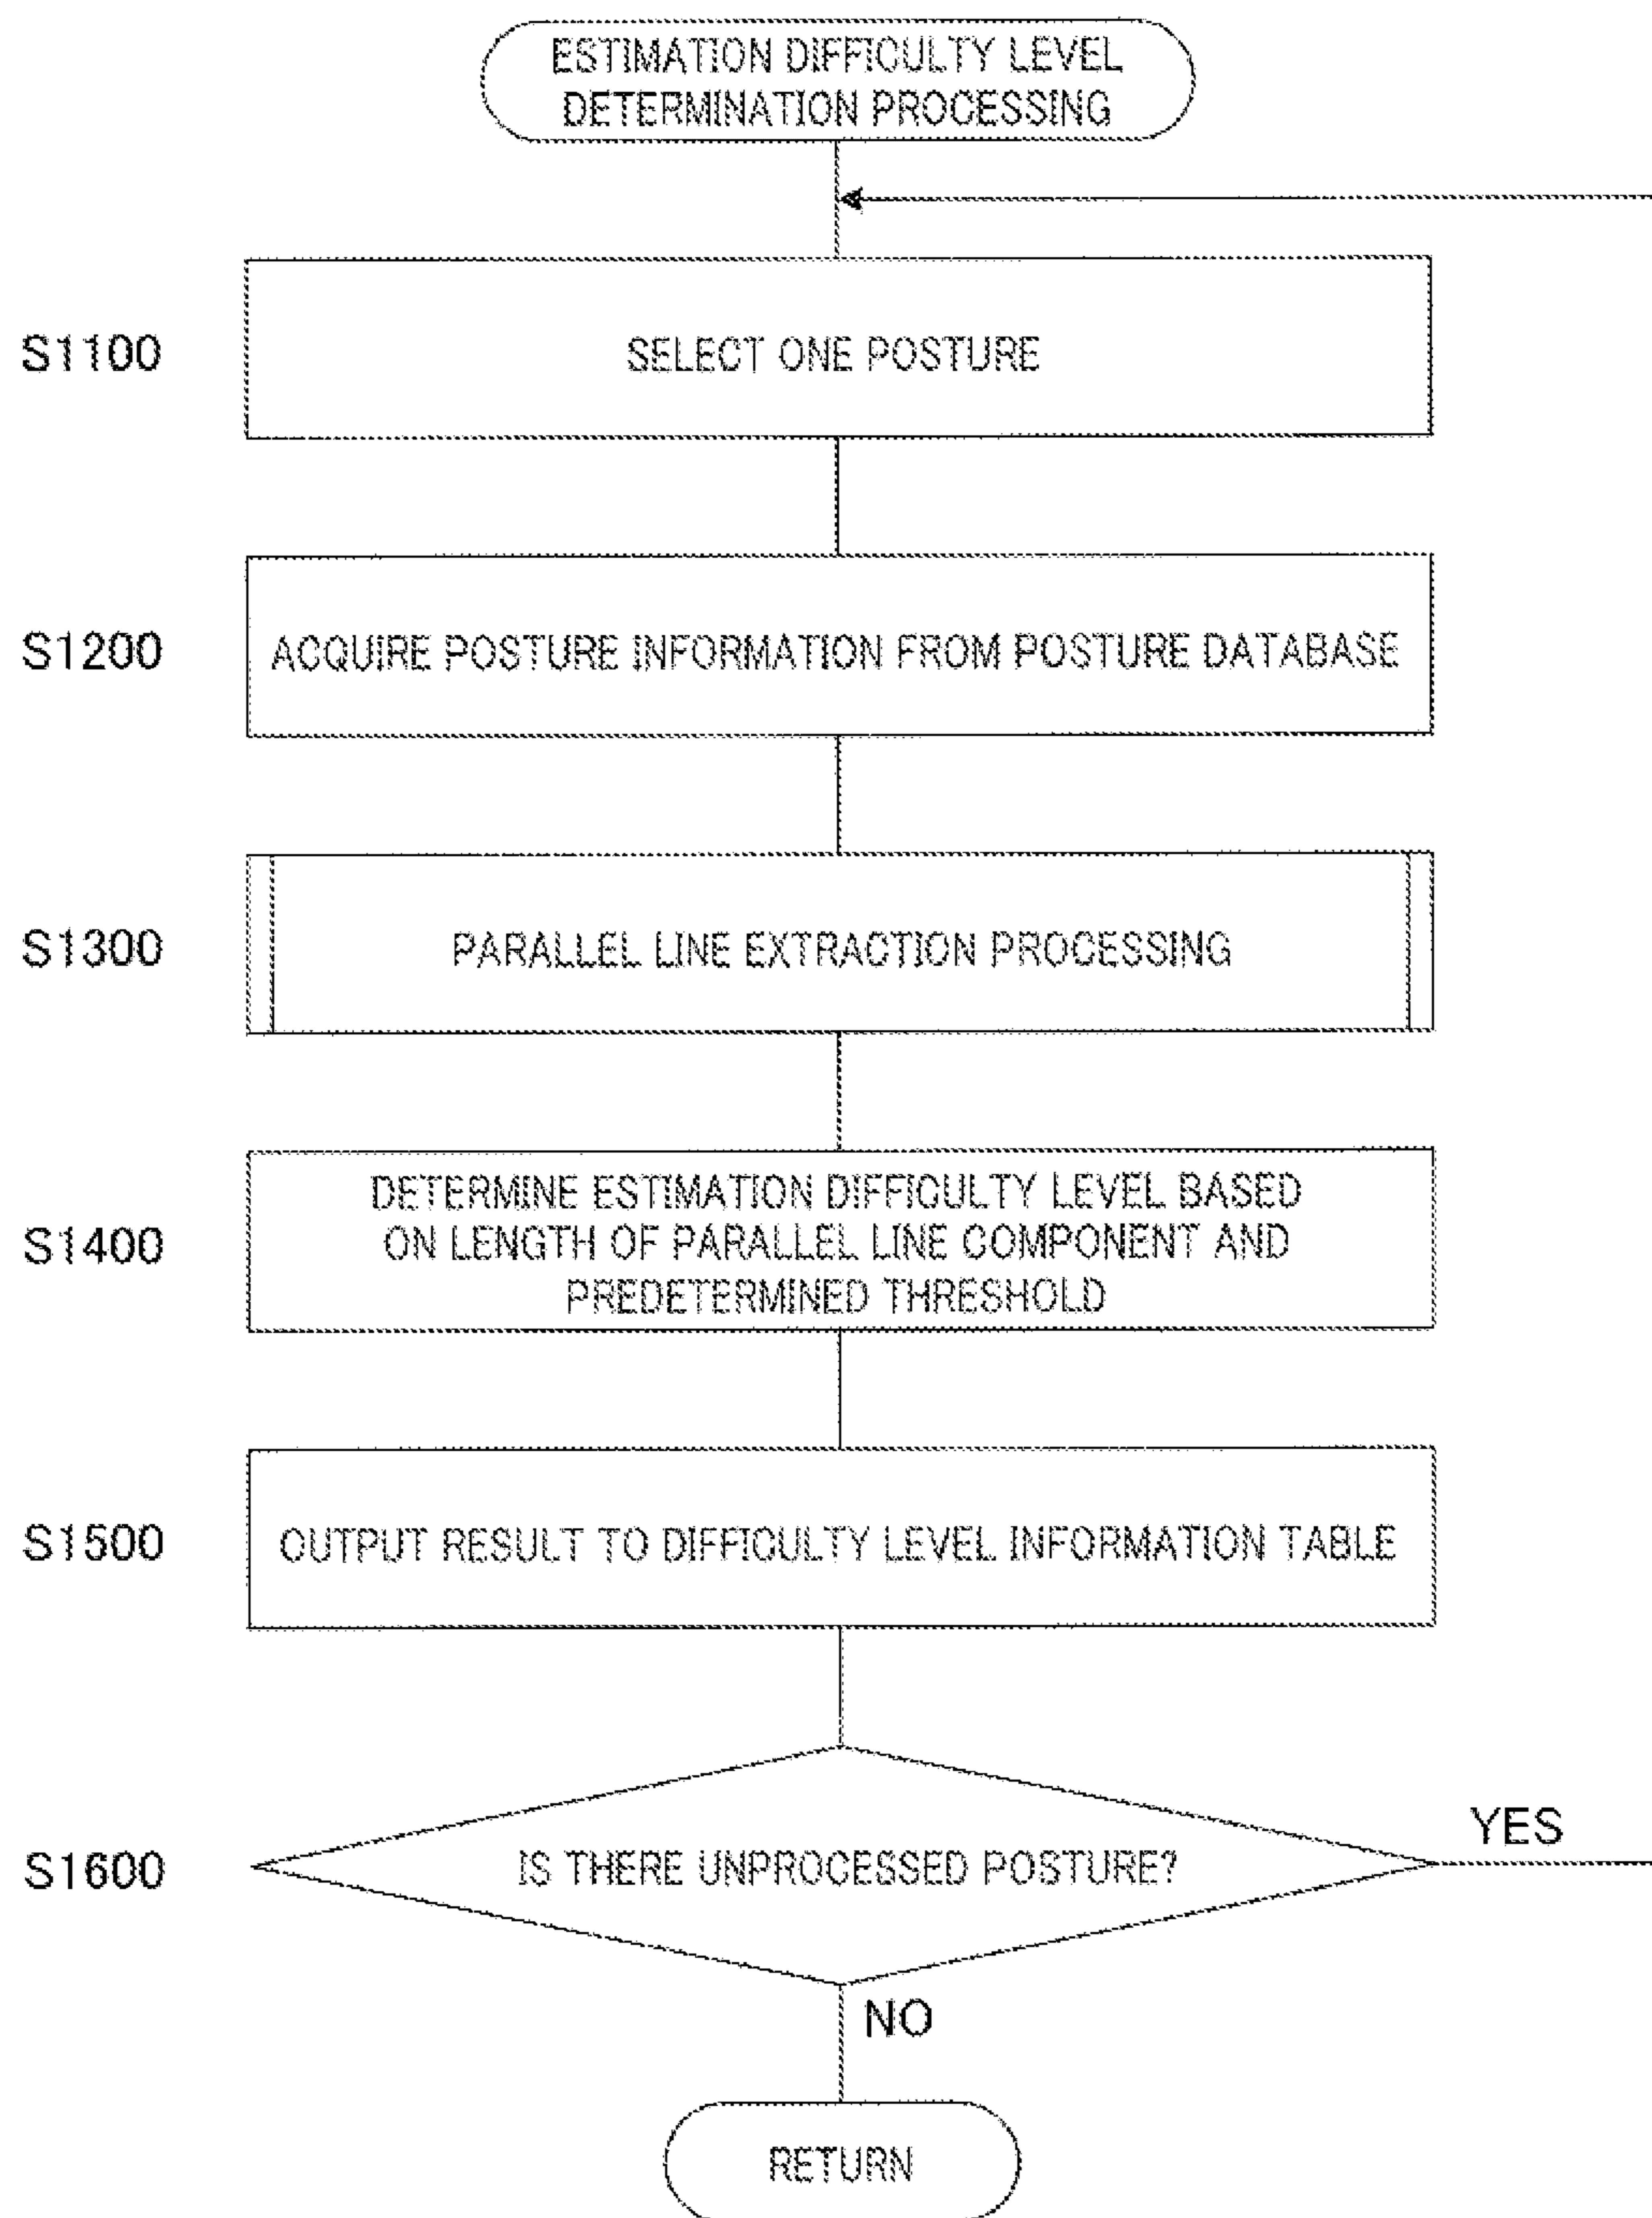 ESTIMATION DIFFICULTY LEVEL
DETERMINATION PROCESSING
S1100
SELECT ONE POSTURE
S1200
ACQUIRE POSTURE INFORMATION FROM POSTURE DATABASE
S1300
PARALLEL LINE EXTRACTION PROCESSING
S1400
DETERMINE ESTIMATION DIFFICULTY LEVEL BASED
ON LENGTH OF PARALLEL LINE COMPONENT AND
PREDETERMINED THRESHOLD
S1500
OUTPUT RESULT TO DIFFICULTY LEVEL INFORMATION TABLE
S1600
IS THERE UNPROCESSED POSTURE?
YES
NO
RETURN